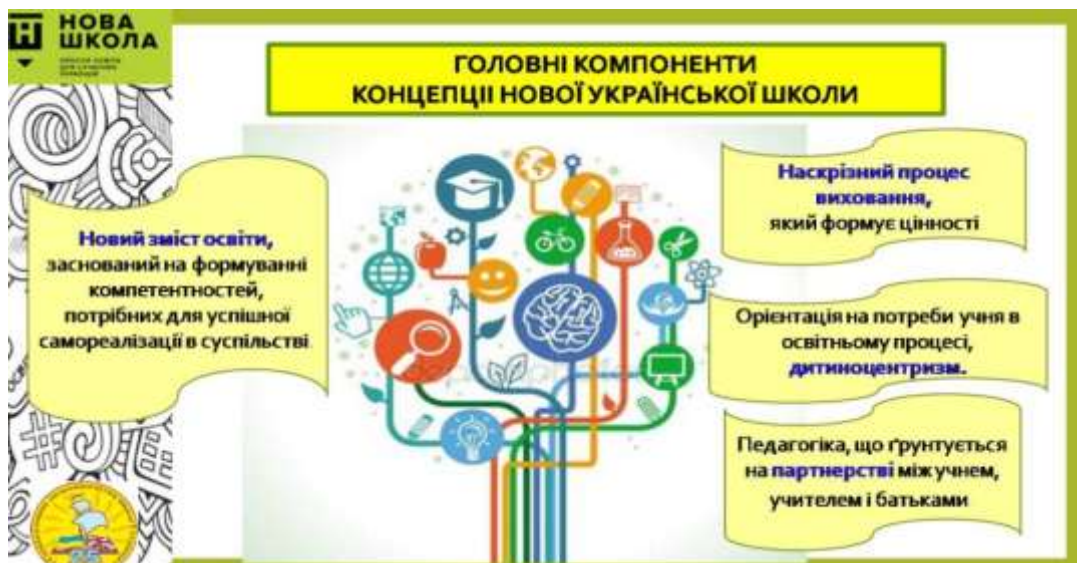 НОВА
ШКОЛА
ГОЛОВНІ КОМПОНЕНТИ
КОНЦЕПЦІІ НОВОЇ УКРАЇНСЬКОЇ ШКОЛИ
Новий зміст освіти,
заснований на формуванні
компетентностей,
потрібних для успішної
самореалізації в суспільстві.
Наскрізний процес
виховання,
який формує цінності
Орієнтація на потреби учня в
освітньому процесі,
дитиноцентризм.
Педагогіка, що ґрунтується
на партнерстві між учнем,
учителем і батьками